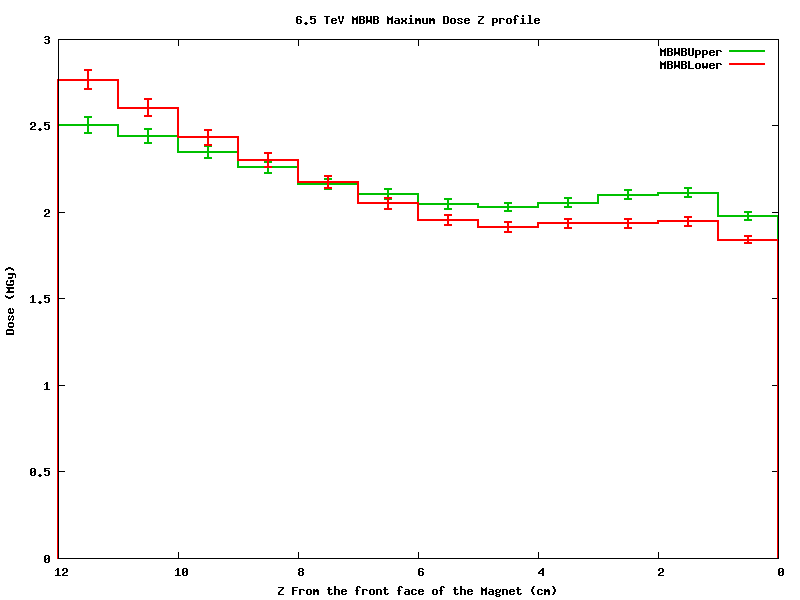 6.5 TeV MBWB Maximum Dose Z profile
MBWBUpper
MBWBLower
3
2.5
2
1.5
1
0.5
0
Dose (MGy)
12 10 8 6 4 2 0
Z From the front face of the Magnet (cm)